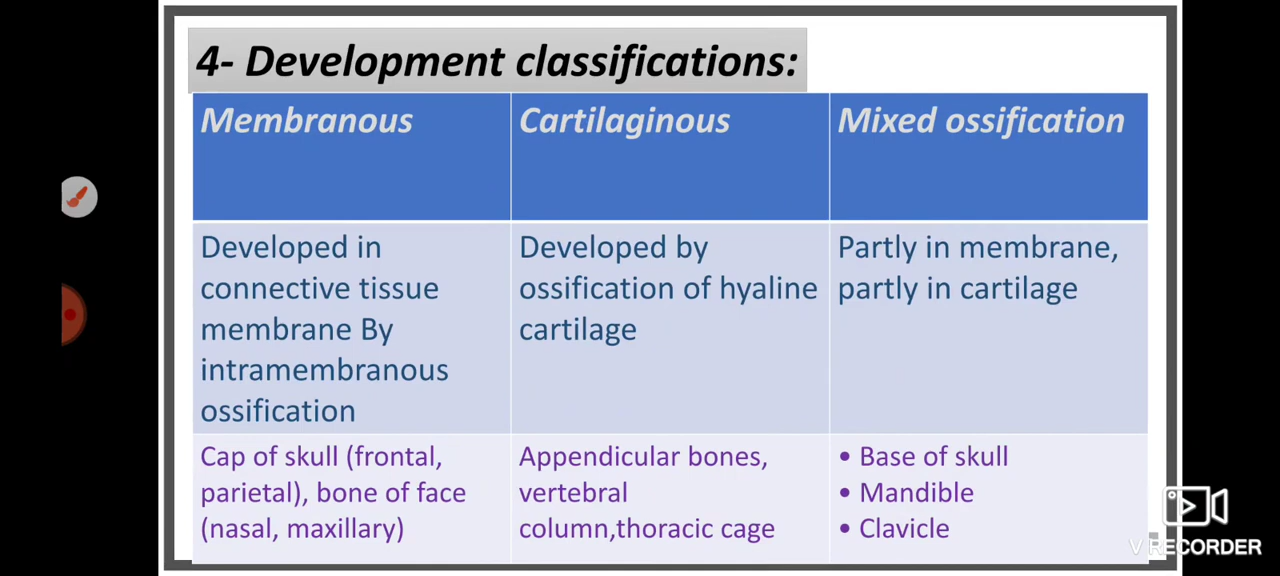 4- Development classifications:
Membranous
Cartilaginous
Mixed ossification
Developed in
connective tissue
membrane By
intramembranous
ossification
Developed by
ossification of hyaline
cartilage
Partly in membrane,
partly in cartilage
Cap of skull (frontal,
parietal), bone of face
(nasal, maxillary)
Appendicular bones,
vertebral
column,thoracic cage
• Base of skull
• Mandible
• Clavicle
V RECORDER